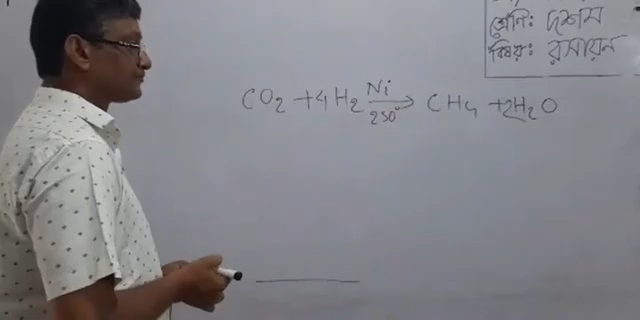 শ্রেণি: দশম
বিষয়: রসায়ন
CO2 + 4H2 Ni 250° → CH4 + 2H2O